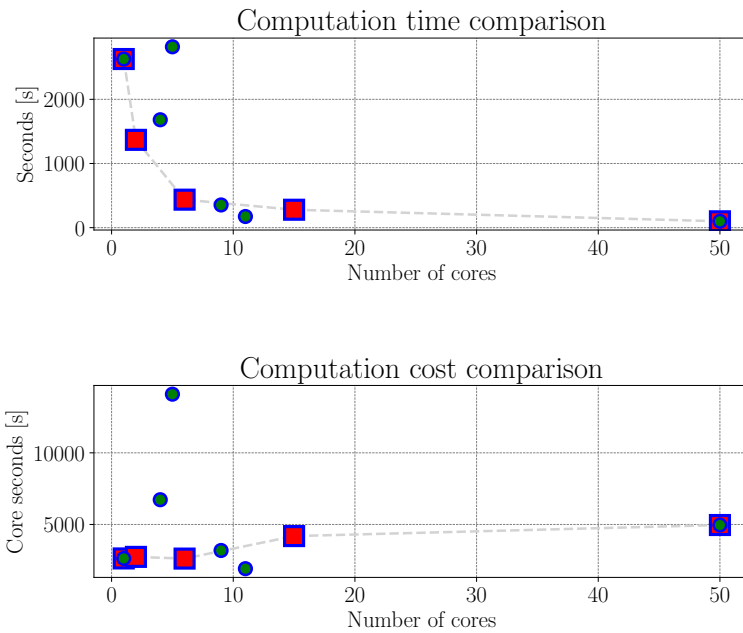 Computation time comparison
Seconds [s]
2000
1000
0
0 10 20 30 40 50
Number of cores
Computation cost comparison
Core seconds [s]
10000
5000
0 10 20 30 40 50
Number of cores